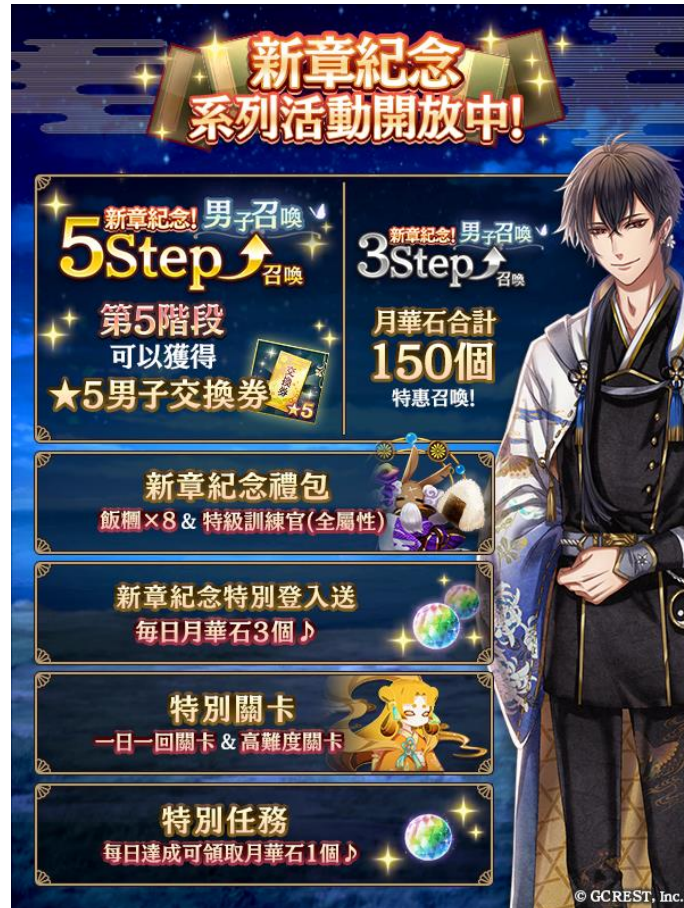 新章紀念
系列活動開放中!
新章紀念! 男子召喚
5Step
召喚
第5階段
可以獲得
★5男子交換券
交換券
★5
新章紀念! 男子召喚
3Step
召喚
月華石合計
150個
特惠召喚!
新章紀念禮包
飯糰×8 & 特級訓練官(全屬性)
新章紀念特別登入送
每日月華石3個♪
特別關卡
一日一回關卡 & 高難度關卡
特別任務
每日達成可領取月華石1個♪
© GCREST, Inc.